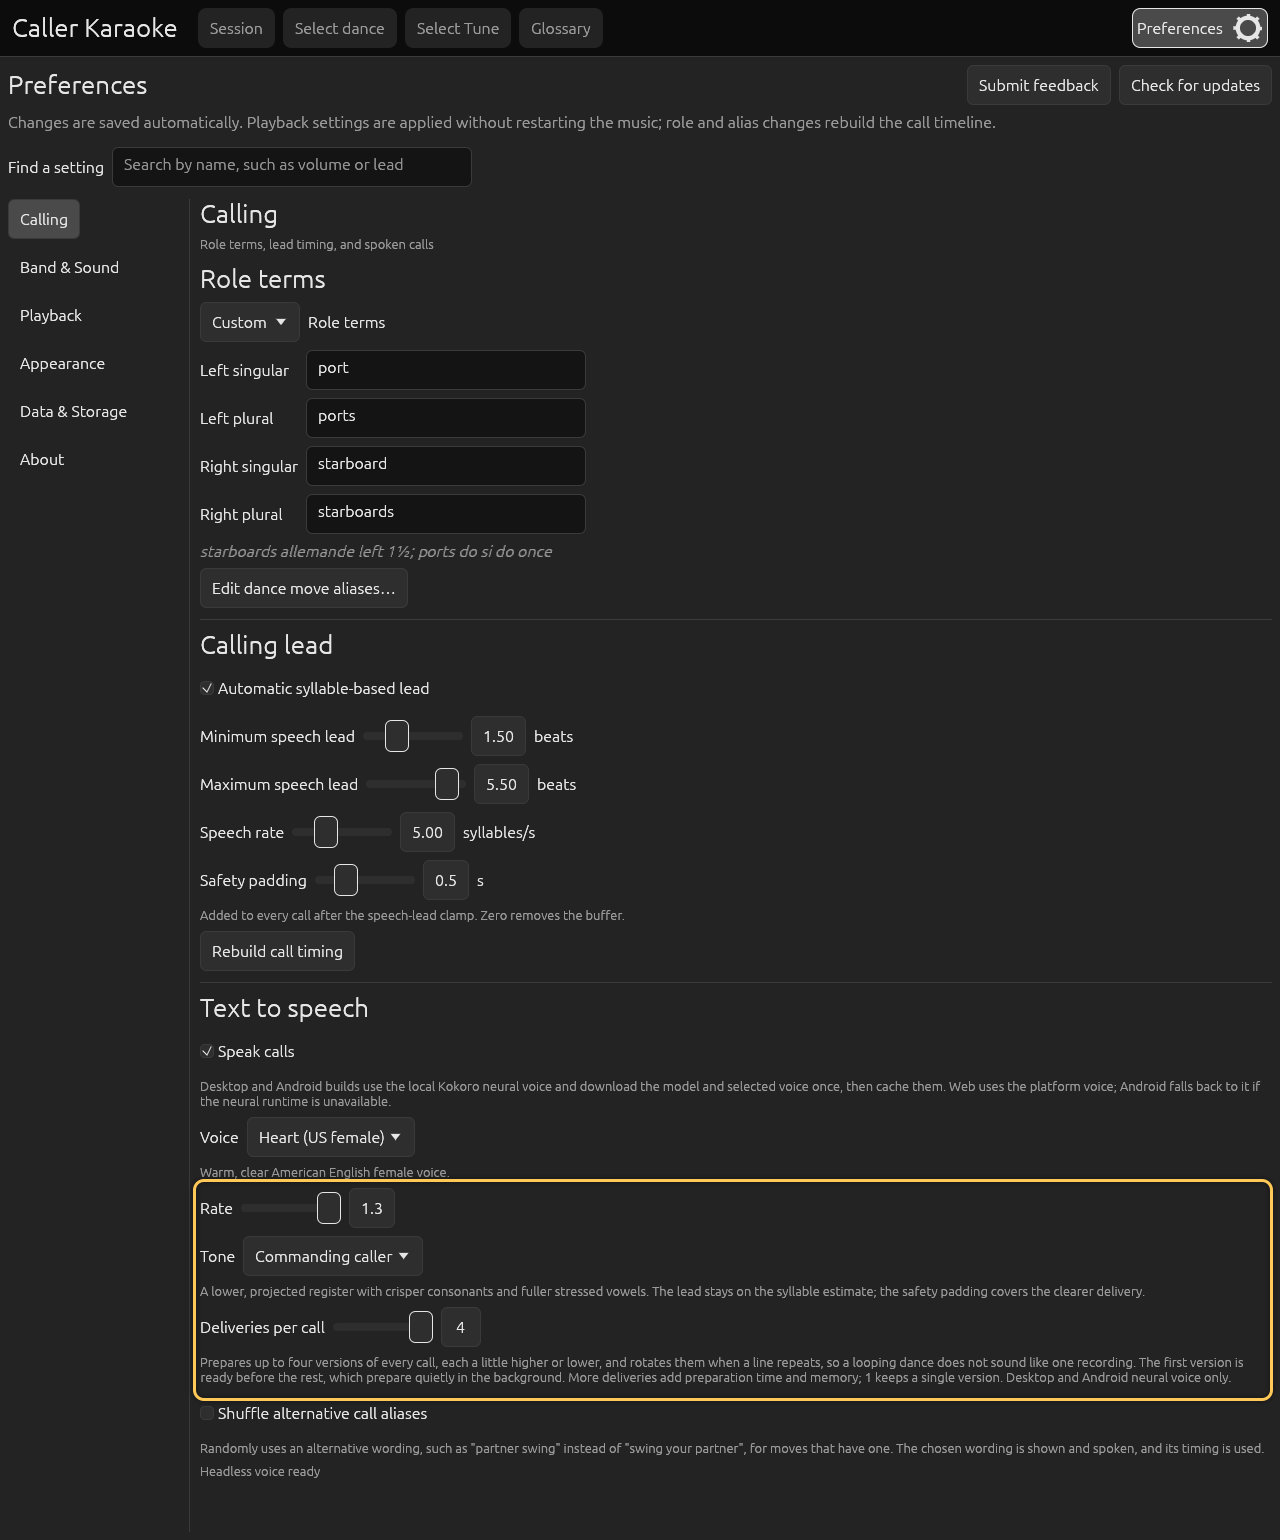 Caller Karaoke
Session
Select dance
Select Tune
Glossary
Preferences
Preferences
Submit feedback
Check for updates
Changes are saved automatically. Playback settings are applied without restarting the music; role and alias changes rebuild the call timeline.
Find a setting
Search by name, such as volume or lead
Calling
Band & Sound
Playback
Appearance
Data & Storage
About
Calling
Role terms, lead timing, and spoken calls
Role terms
Custom
Role terms
Left singular
port
Left plural
ports
Right singular
starboard
Right plural
starboards
starboards allemande left 1½; ports do si do once
Edit dance move aliases…
Calling lead
Automatic syllable-based lead
Minimum speech lead
1.50
beats
Maximum speech lead
5.50
beats
Speech rate
5.00
syllables/s
Safety padding
0.5
s
Added to every call after the speech-lead clamp. Zero removes the buffer.
Rebuild call timing
Text to speech
Speak calls
Desktop and Android builds use the local Kokoro neural voice and download the model and selected voice once, then cache them. Web uses the platform voice; Android falls back to it if
the neural runtime is unavailable.
Voice
Heart (US female)
Warm, clear American English female voice.
Rate
1.3
Tone
Commanding caller
A lower, projected register with crisper consonants and fuller stressed vowels. The lead stays on the syllable estimate; the safety padding covers the clearer delivery.
Deliveries per call
4
Prepares up to four versions of every call, each a little higher or lower, and rotates them when a line repeats, so a looping dance does not sound like one recording. The first version is
ready before the rest, which prepare quietly in the background. More deliveries add preparation time and memory; 1 keeps a single version. Desktop and Android neural voice only.
Shuffle alternative call aliases
Randomly uses an alternative wording, such as "partner swing" instead of "swing your partner", for moves that have one. The chosen wording is shown and spoken, and its timing is used.
Headless voice ready